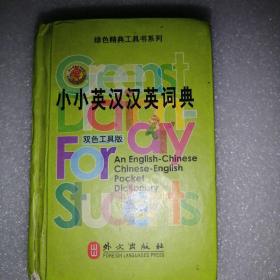 绿色精典工具书系列
Greenst
小小英汉汉英词典
Dictionary
双色工具版
For
An English-Chinese
Chinese-English
Pocket
Dictionary
Students
外文出版社
FOREIGN LANGUAGES PRESS